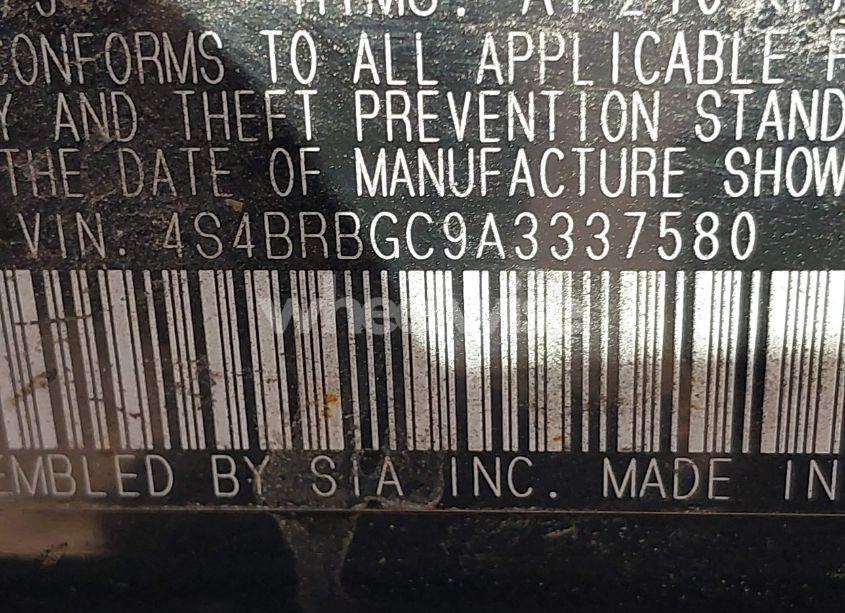 CONFORMS TO ALL APPLICABLE F
Y AND THEFT PREVENTION STAND
THE DATE OF MANUFACTURE SHOW
VIN. 4S4BRBGC9A3337580
wheelwise
EMBLED BY SIA INC. MADE IN